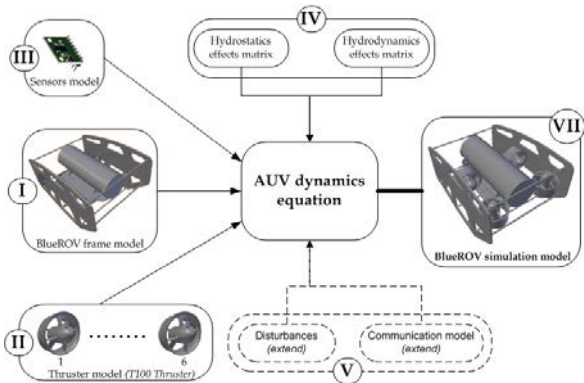 IV
III
Hydrostatics
effects matrix
Hydrodynamics
effects matrix
Sensors model
VII
I
AUV dynamics
equation
BlueROV frame model
BlueROV simulation model
II
1
6
Thruster model (T100 Thruster)
Disturbances
(extend)
Communication model
(extend)
V